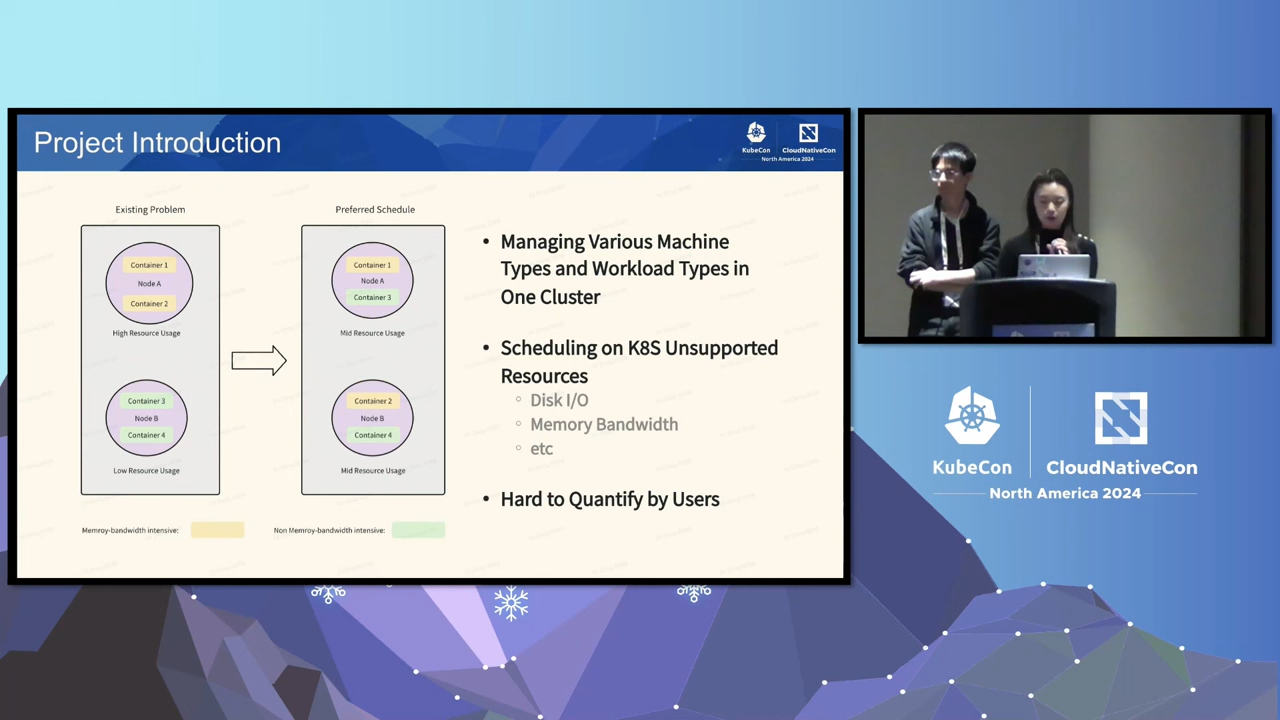 Project Introduction
KubeCon
CloudNativeCon
North America 2024
Existing Problem
Container 1
Node A
Container 2
High Resource Usage
Container 3
Node B
Container 4
Low Resource Usage
Preferred Schedule
Container 1
Node A
Container 3
Mid Resource Usage
Container 2
Node B
Container 4
Mid Resource Usage
Memroy-bandwidth intensive:
Non Memroy-bandwidth intensive:
• Managing Various Machine
Types and Workload Types in
One Cluster
• Scheduling on K8S Unsupported
Resources
○ Disk I/O
○ Memory Bandwidth
○ etc
• Hard to Quantify by Users
KubeCon
CloudNativeCon
North America 2024